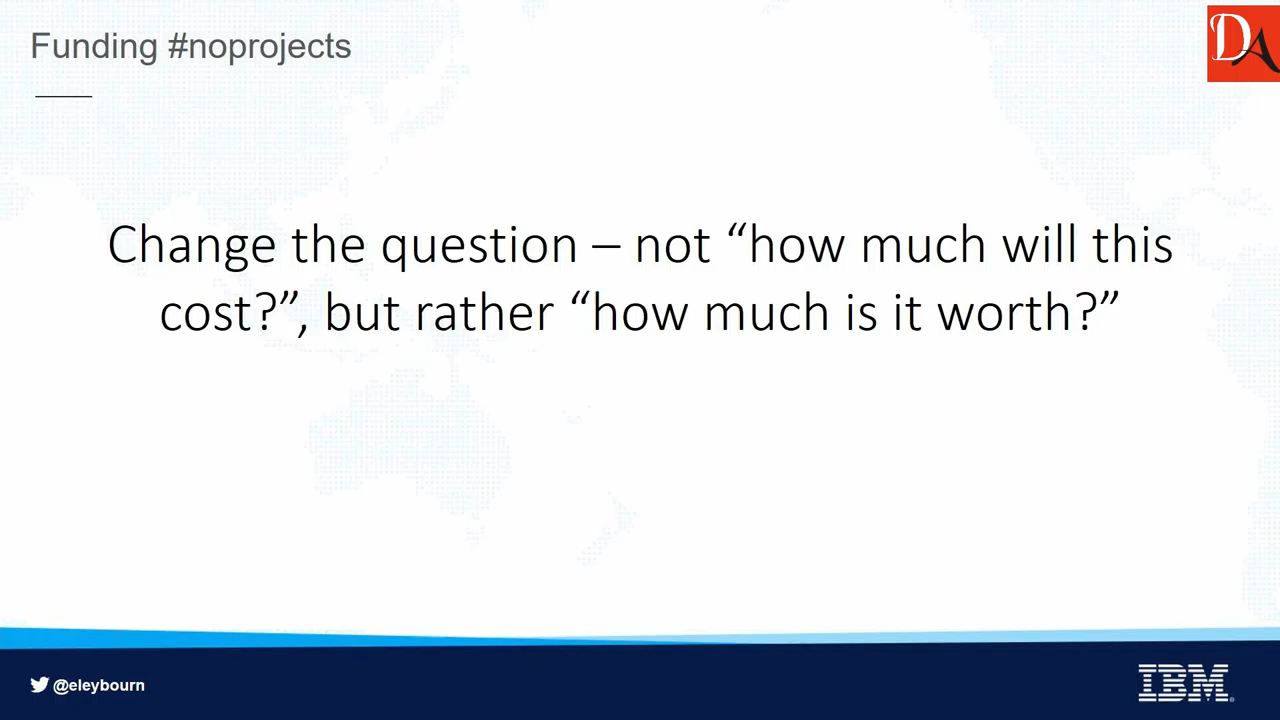 Funding #noprojects
DA
Change the question – not “how much will this
cost?”, but rather “how much is it worth?”
@eleybourn
IBM®